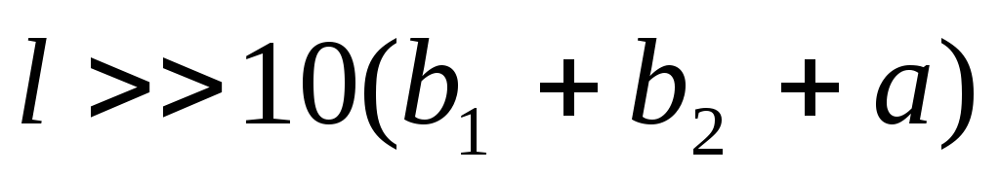 l >>10(b₁ + b₂ + a)